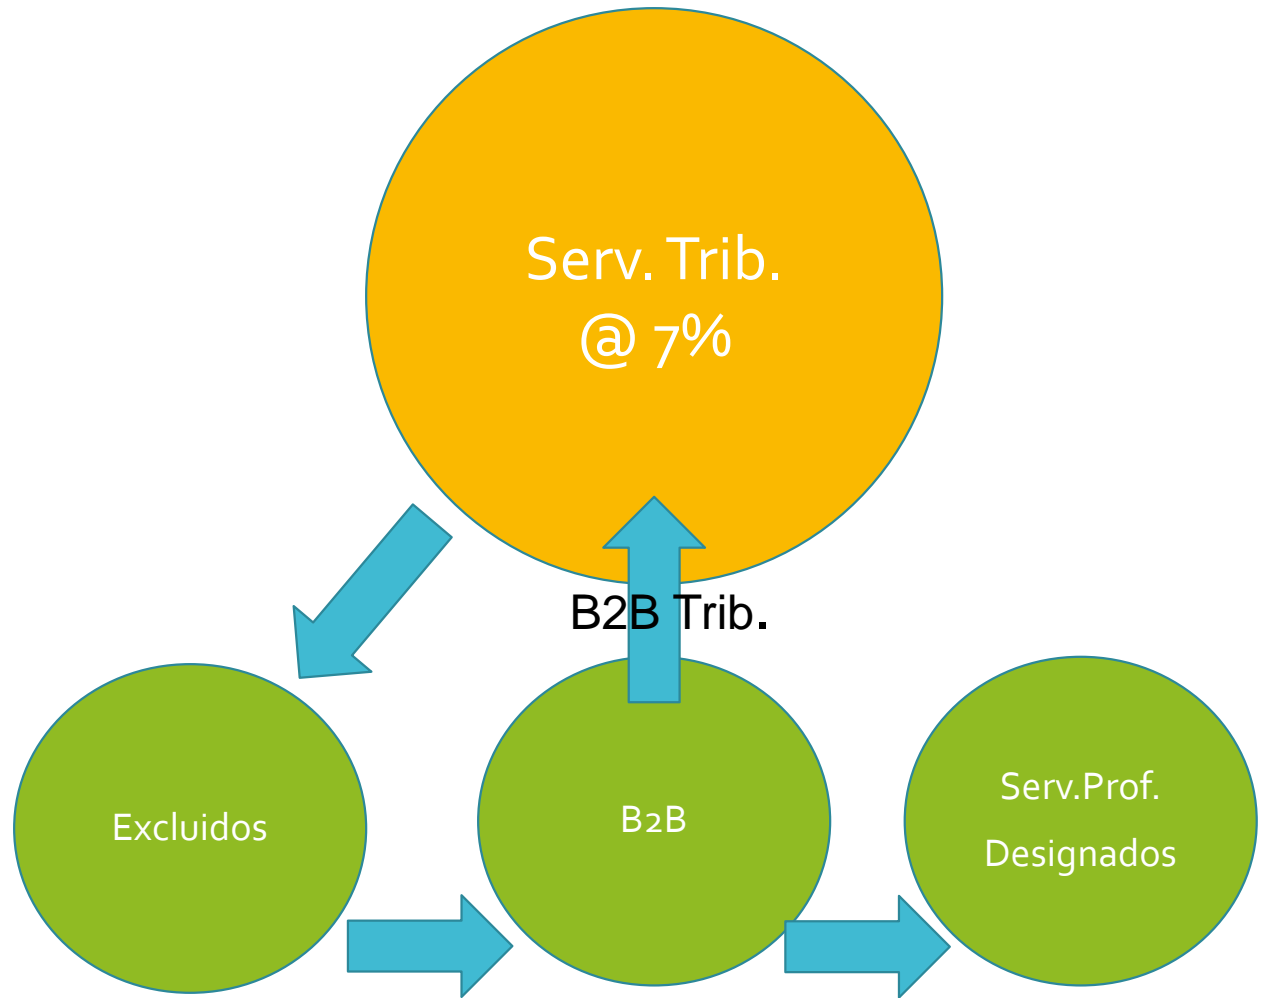 Serv. Trib.
@ 7%
B2B Trib.
Excluidos
B2B
Serv.Prof.
Designados